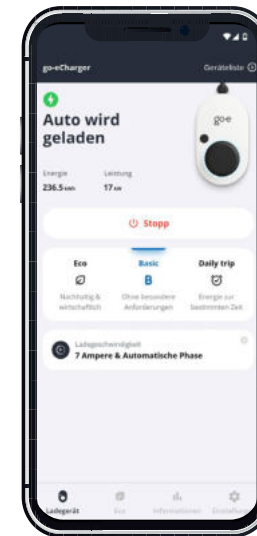 go-eCharger
Geräteliste
Auto wird
geladen
go-e
Energie
Leistung
236.5 kWh
17 kW
Stopp
Eco
Basic
Daily trip
B
Nachhaltig &
wirtschaftlich
Ohne besondere
Anforderungen
Energie zur
bestimmten Zeit
Ladegeschwindigkeit
7 Ampere & Automatische Phase
Ladegerät
Eco
Informationen
Einstellungen